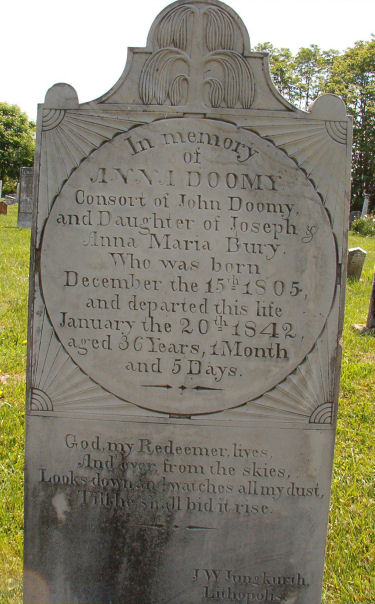 In memory
of
ANNA DOOMY
Consort of John Doomy,
and Daughter of Joseph &
Anna Maria Bury.
Who was born
December the 15th 1805,
and departed this life
January the 20th 1842,
aged 36 Years, 1 Month
and 5 Days.
God, my Redeemer, lives,
And over from the skies,
Looks down and watches all my dust,
Till he shall bid it rise.
J W Jungkurth,
Lithopolis